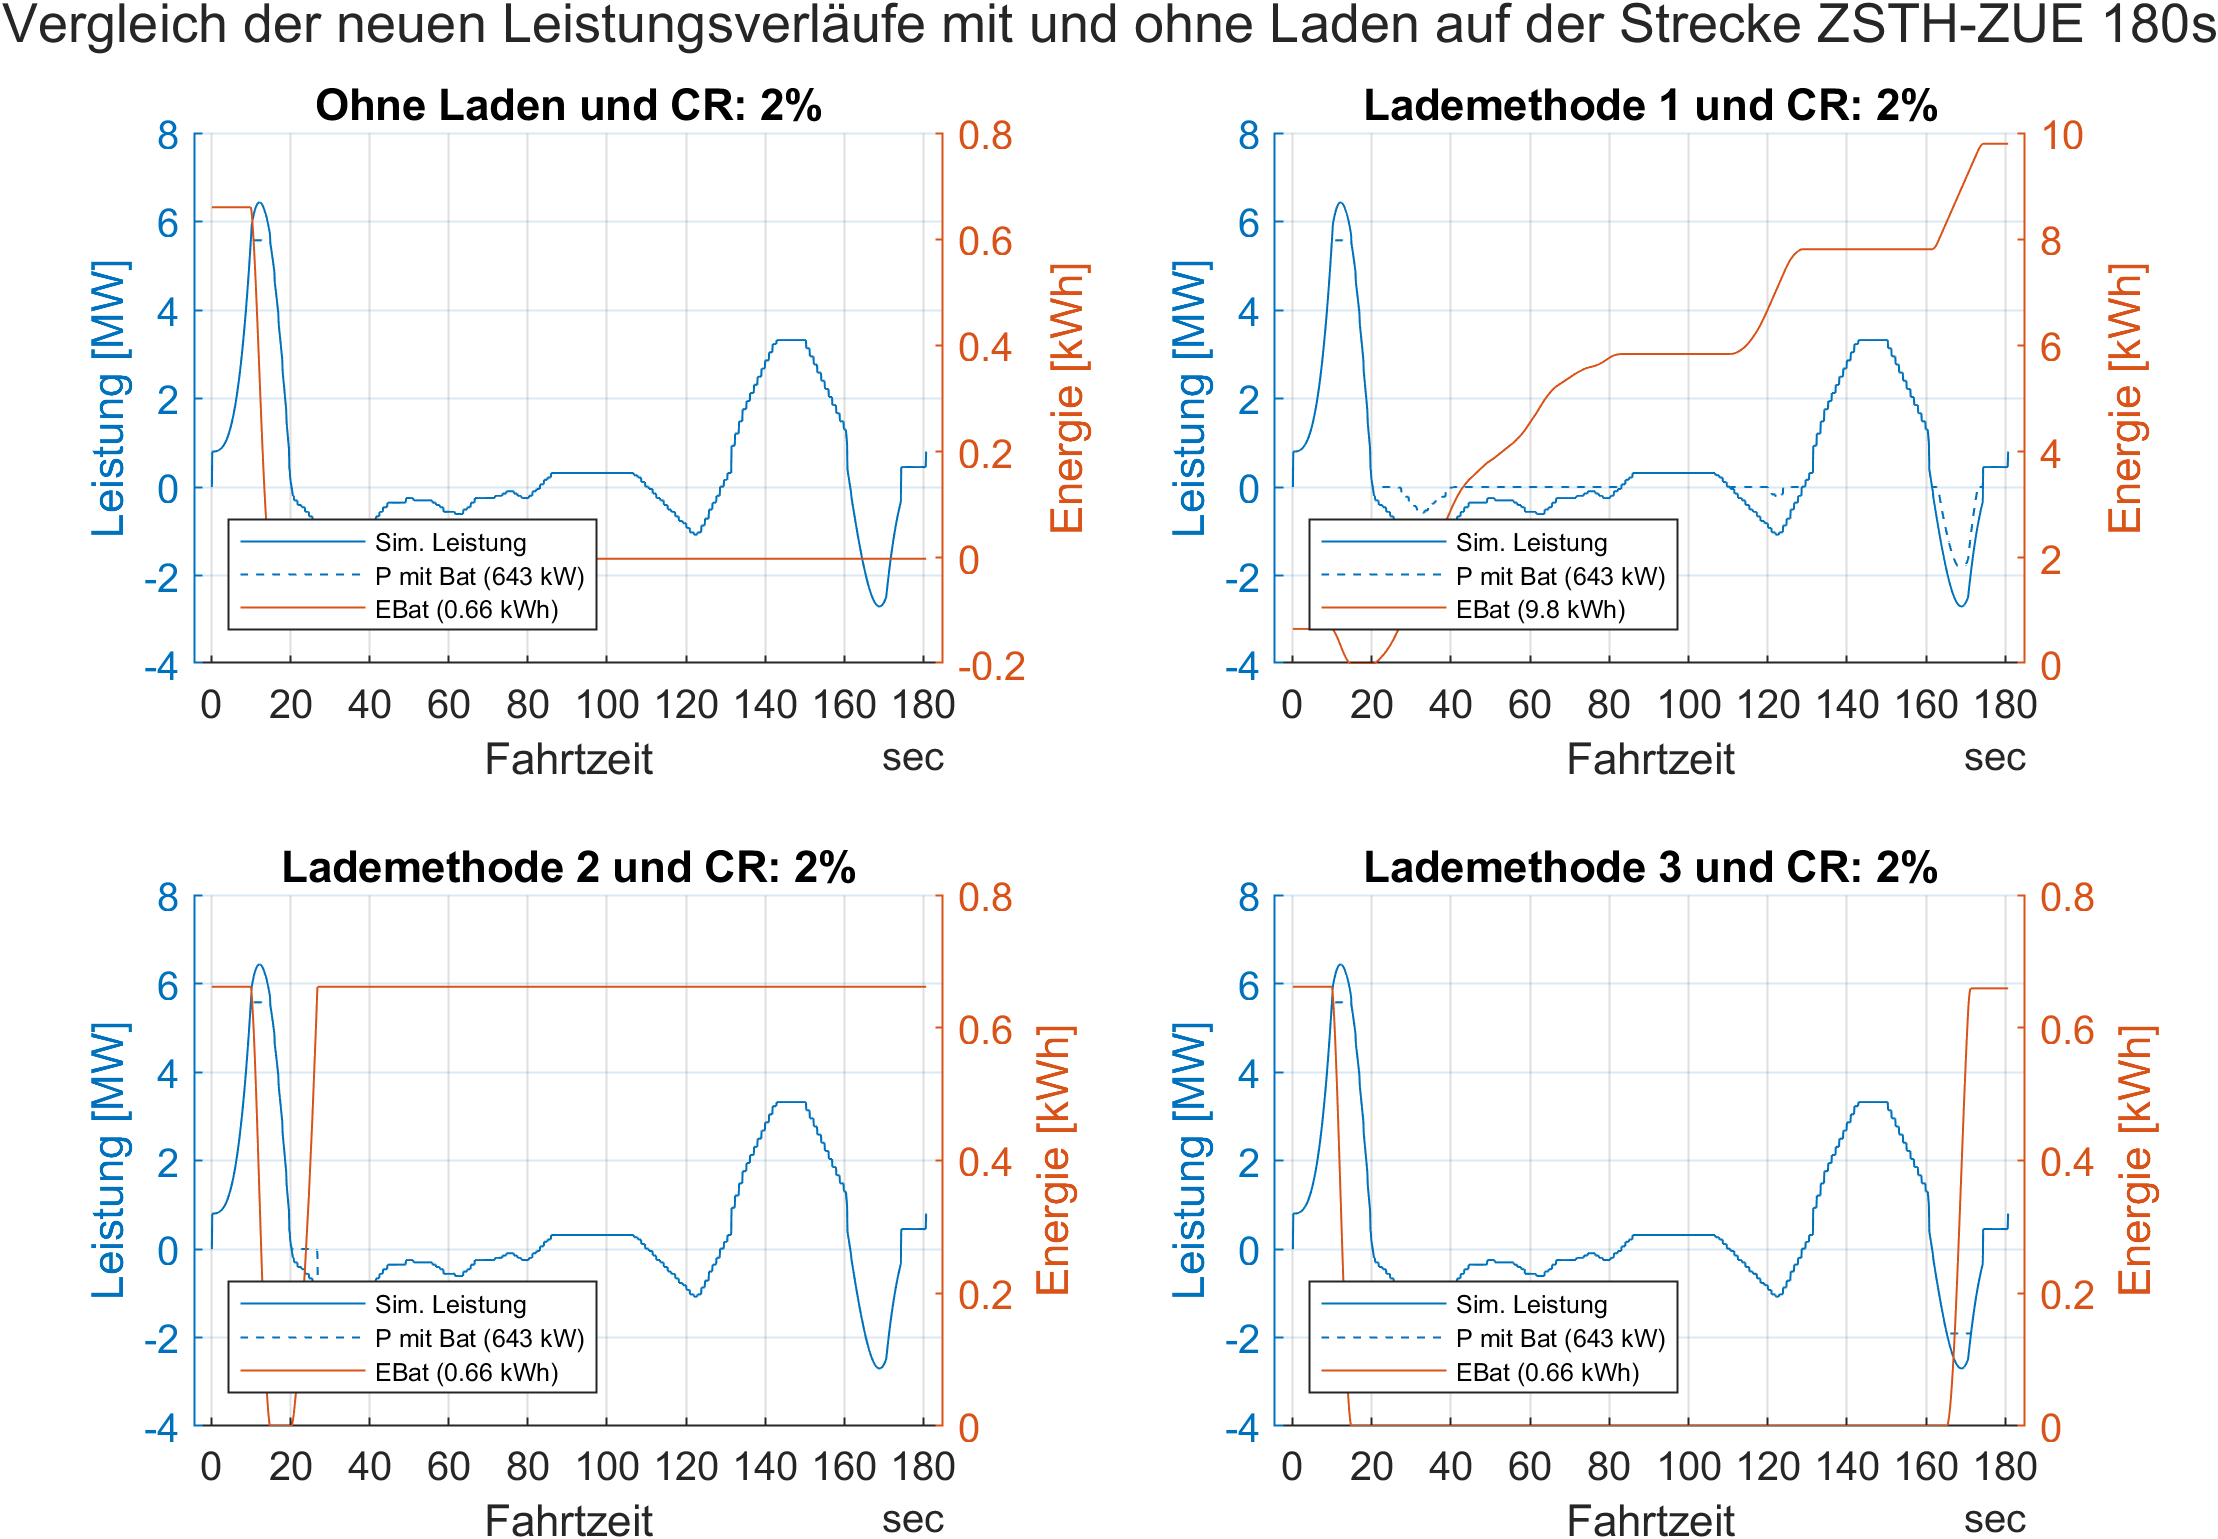 Vergleich der neuen Leistungsverläufe mit und ohne Laden auf der Strecke ZSTH-ZUE 180s
Ohne Laden und CR: 2%
8
6
4
2
0
-2
-4
Leistung [MW]
0.8
0.6
0.4
0.2
0
-0.2
Energie [kWh]
Sim. Leistung
P mit Bat (643 kW)
EBat (0.66 kWh)
0 20 40 60 80 100 120 140 160 180
Fahrtzeit sec
Lademethode 1 und CR: 2%
8
6
4
2
0
-2
-4
Leistung [MW]
10
8
6
4
2
0
Energie [kWh]
Sim. Leistung
P mit Bat (643 kW)
EBat (9.8 kWh)
0 20 40 60 80 100 120 140 160 180
Fahrtzeit sec
Lademethode 2 und CR: 2%
8
6
4
2
0
-2
-4
Leistung [MW]
0.8
0.6
0.4
0.2
0
Energie [kWh]
Sim. Leistung
P mit Bat (643 kW)
EBat (0.66 kWh)
0 20 40 60 80 100 120 140 160 180
Fahrtzeit sec
Lademethode 3 und CR: 2%
8
6
4
2
0
-2
-4
Leistung [MW]
0.8
0.6
0.4
0.2
0
Energie [kWh]
Sim. Leistung
P mit Bat (643 kW)
EBat (0.66 kWh)
0 20 40 60 80 100 120 140 160 180
Fahrtzeit sec